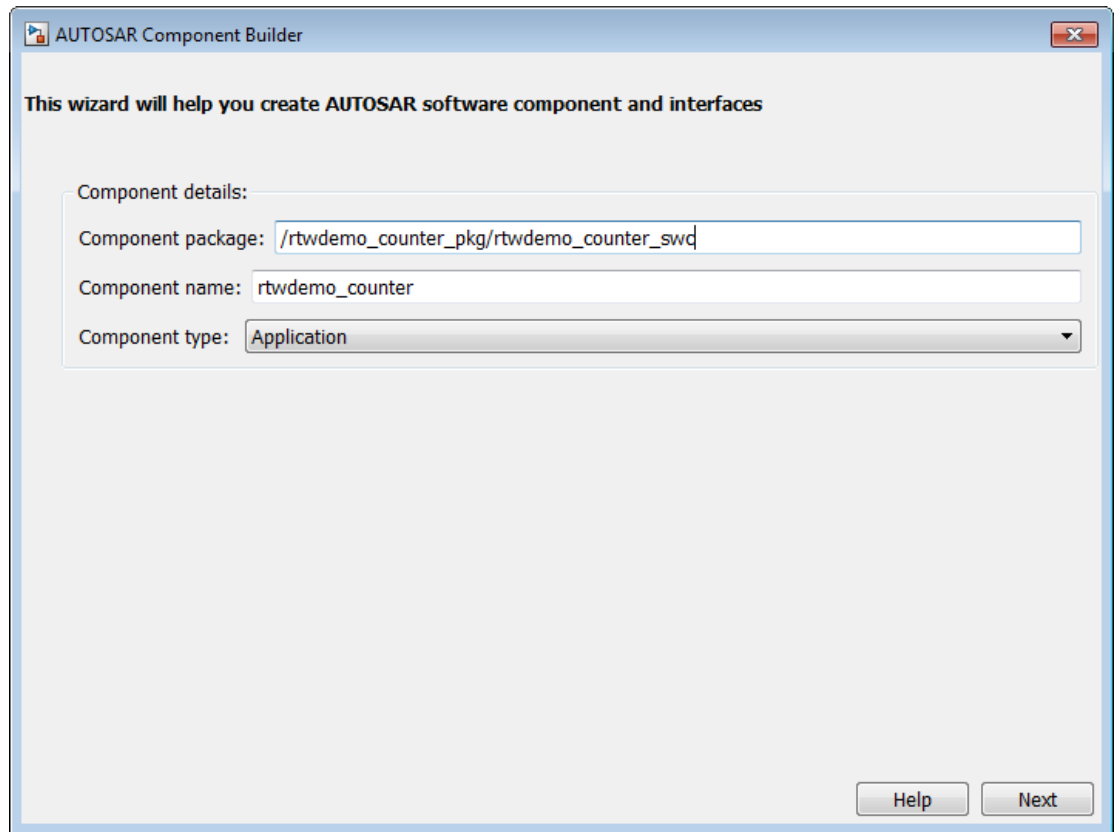 AUTOSAR Component Builder
This wizard will help you create AUTOSAR software component and interfaces
Component details:
Component package: /rtwdemo_counter_pkg/rtwdemo_counter_swc
Component name: rtwdemo_counter
Component type: Application
Help Next